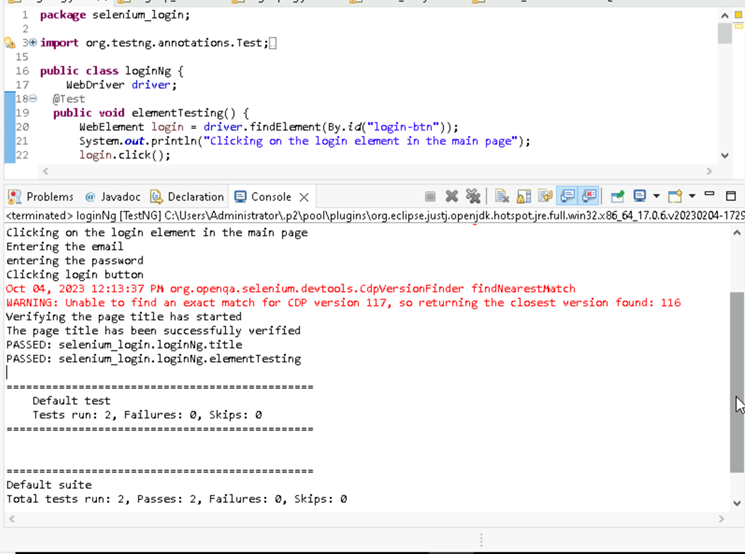 1 package selenium_login;
2
3 import org.testng.annotations.Test;
15
16 public class loginNg {
17 WebDriver driver;
18 @Test
19 public void elementTesting() {
20 WebElement login = driver.findElement(By.id("login-btn"));
21 System.out.println("Clicking on the login element in the main page");
22 login.click();
Problems @ Javadoc Declaration Console
<terminated> loginNg [TestNG] C:\Users\Administrator\.p2\pool\plugins\org.eclipse.justj.openjdk.hotspot.jre.full.win32.x86_64_17.0.6.v20230204-1729
Clicking on the login element in the main page
Entering the email
entering the password
Clicking login button
Oct 04, 2023 12:13:37 PM org.openqa.selenium.devtools.CdpVersionFinder findNearestMatch
WARNING: Unable to find an exact match for CDP version 117, so returning the closest version found: 116
Verifying the page title has started
The page title has been successfully verified
PASSED: selenium_login.loginNg.title
PASSED: selenium_login.loginNg.elementTesting
===============================================
Default test
Tests run: 2, Failures: 0, Skips: 0
===============================================
===============================================
Default suite
Total tests run: 2, Passes: 2, Failures: 0, Skips: 0